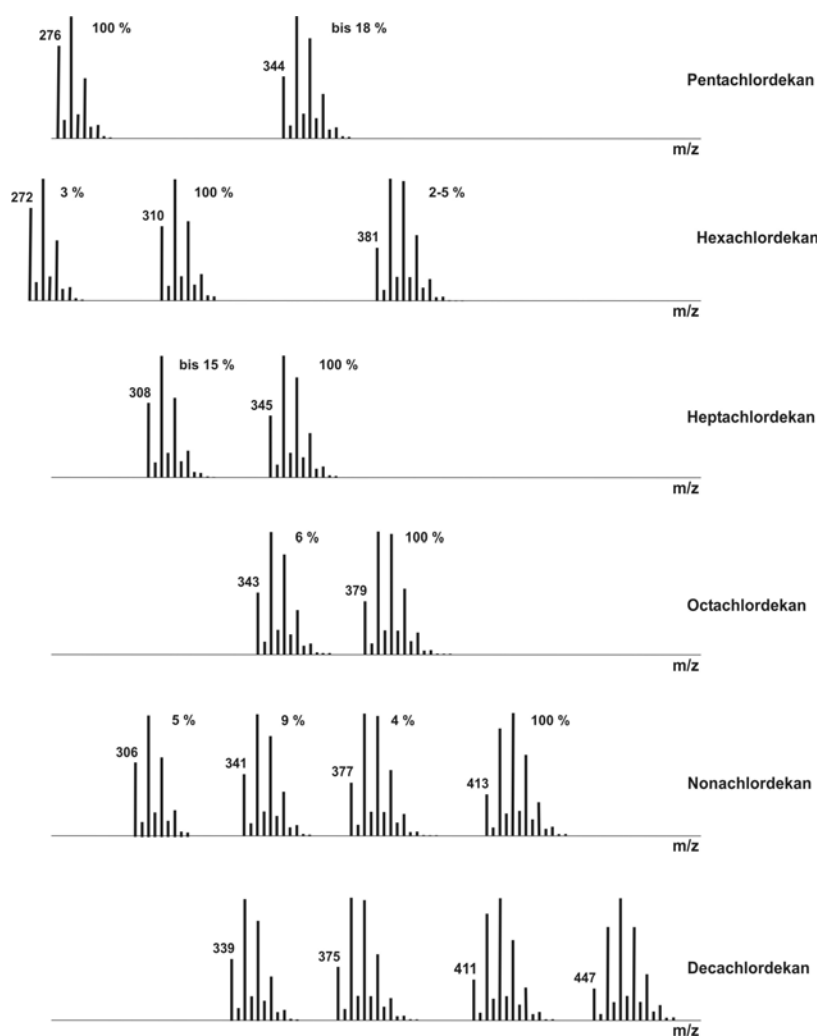 276
100 %
344
bis 18 %
Pentachlordekan
m/z
272
3 %
310
100 %
381
2-5 %
Hexachlordekan
m/z
308
bis 15 %
345
100 %
Heptachlordekan
m/z
343
6 %
379
100 %
Octachlordekan
m/z
306
5 %
341
9 %
377
4 %
413
100 %
Nonachlordekan
m/z
339
375
411
447
Decachlordekan
m/z